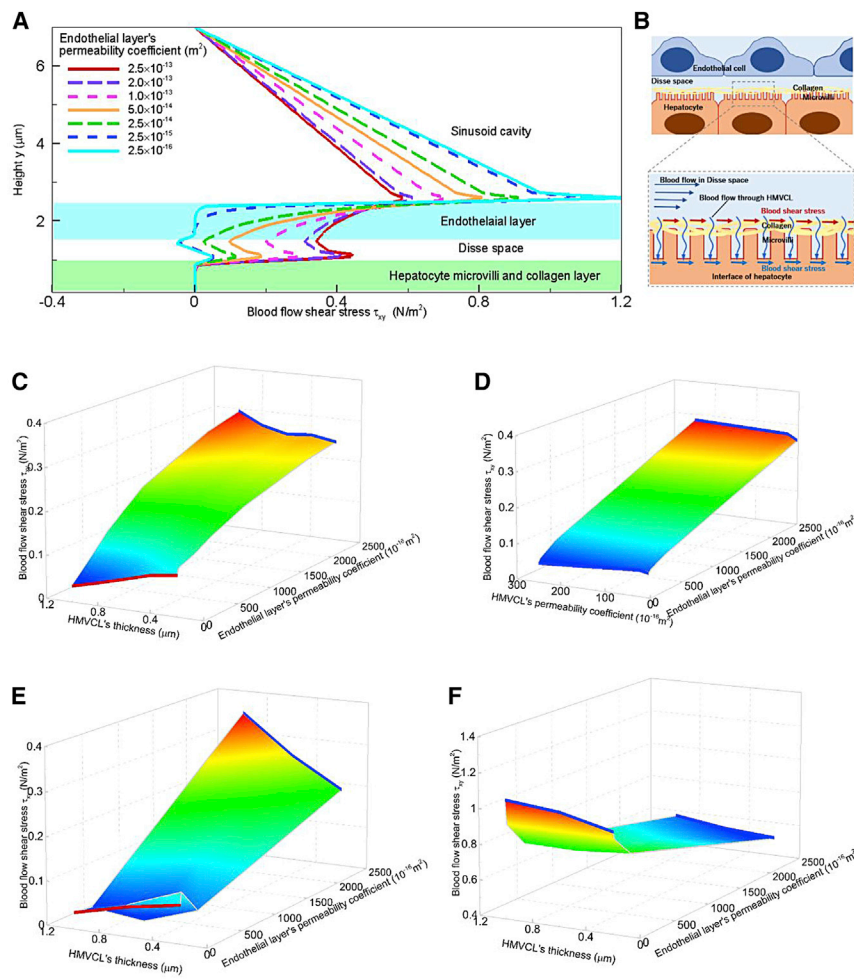 A
Endothelial layer's
permeability coefficient (m²)
2.5×10⁻¹³
2.0×10⁻¹³
1.0×10⁻¹³
5.0×10⁻¹⁴
2.5×10⁻¹⁴
2.5×10⁻¹⁵
2.5×10⁻¹⁶
Height y (μm)
6
4
2
Sinusoid cavity
Endothelaial layer
Disse space
Hepatocyte microvilli and collagen layer
-0.4
0
0.4
0.8
1.2
Blood flow shear stress τxy (N/m²)
B
Endothelial cell
Disse space
Collagen
Microvilli
Hepatocyte
Blood flow in Disse space
Blood flow through HMVCL
Blood shear stress
Collagen
Microvilli
Blood shear stress
Interface of hepatocyte
C
Blood flow shear stress τxy (N/m²)
0.4
0.3
0.2
0.1
0
1.2
0.8
0.4
0
HMVCL's thickness (μm)
0
500
1000
1500
2000
2500
Endothelial layer's permeability coefficient (10⁻¹⁶m²)
D
Blood flow shear stress τxy (N/m²)
0.4
0.3
0.2
0.1
0
300
200
100
0
HMVCL's permeability coefficient (10⁻¹⁶m²)
0
500
1000
1500
2000
2500
Endothelial layer's permeability coefficient (10⁻¹⁶m²)
E
Blood flow shear stress τxy (N/m²)
0.4
0.3
0.2
0.1
0
1.2
0.8
0.4
0
HMVCL's thickness (μm)
0
500
1000
1500
2000
2500
Endothelial layer's permeability coefficient (10⁻¹⁶m²)
F
Blood flow shear stress τxy (N/m²)
1.4
1.2
1
0.8
0.6
0.4
1.2
0.8
0.4
0
HMVCL's thickness (μm)
0
500
1000
1500
2000
2500
Endothelial layer's permeability coefficient (10⁻¹⁶m²)